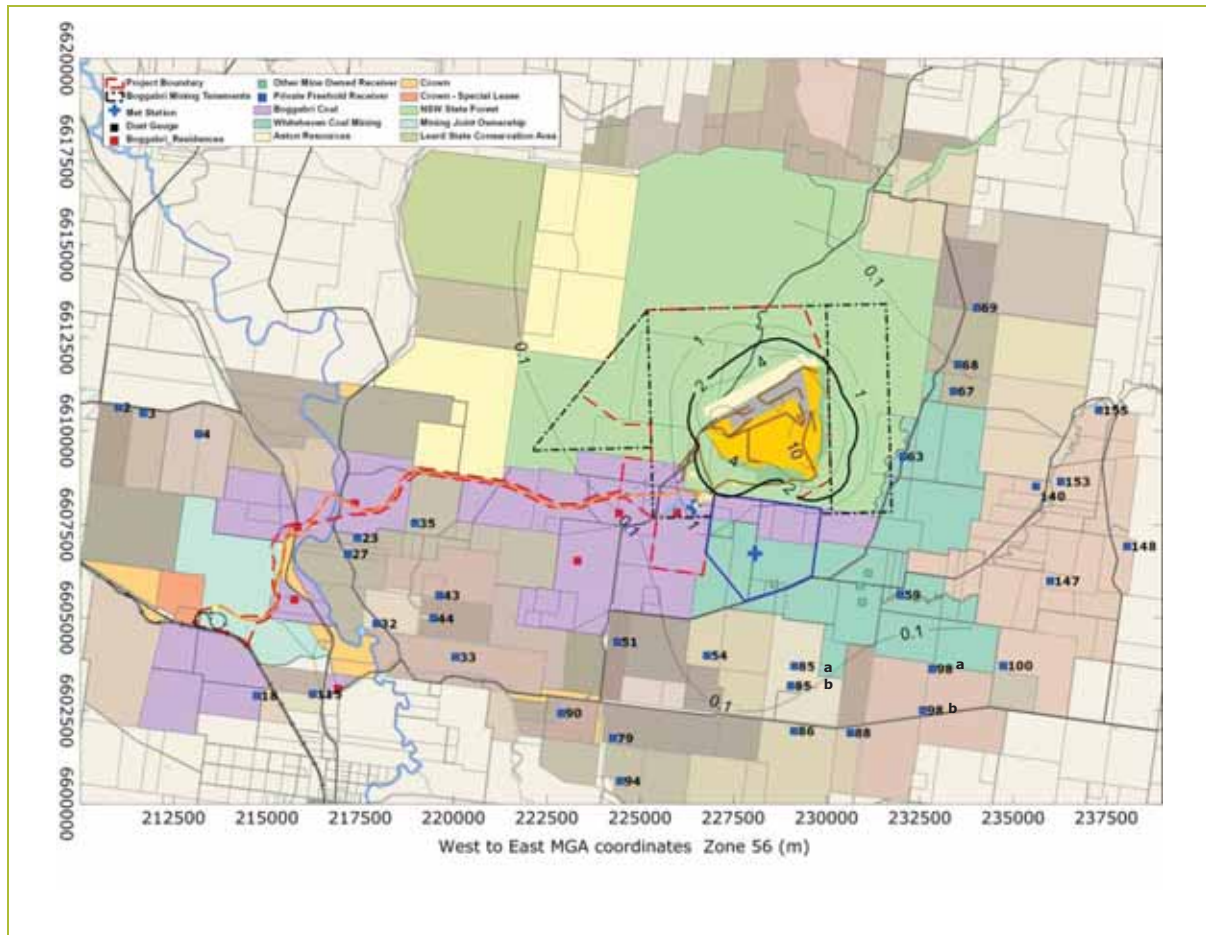 6620000
6617500
6615000
6612500
6610000
6607500
6605000
6602500
6600000
Project Boundary
Boggabri Mining Tenements
Met Station
Dust Gauge
Boggabri_Residences
Other Mine Owned Receiver
Private Freehold Receiver
Boggabri Coal
Whitehaven Coal Mining
Aston Resources
Crown
Crown - Special Lease
NSW State Forest
Mining Joint Ownership
Leard State Conservation Area
0.1
69
0.1
1
4
2
68
67
1
2
3
4
155
63
10
4
2
153
140
35
23
27
0.1
1
148
147
59
43
44
32
0.1
51
54
33
85 a
98 a
100
85 b
18
0.1
98 b
90
79
86
88
94
212500 215000 217500 220000 222500 225000 227500 230000 232500 235000 237500
West to East MGA coordinates Zone 56 (m)